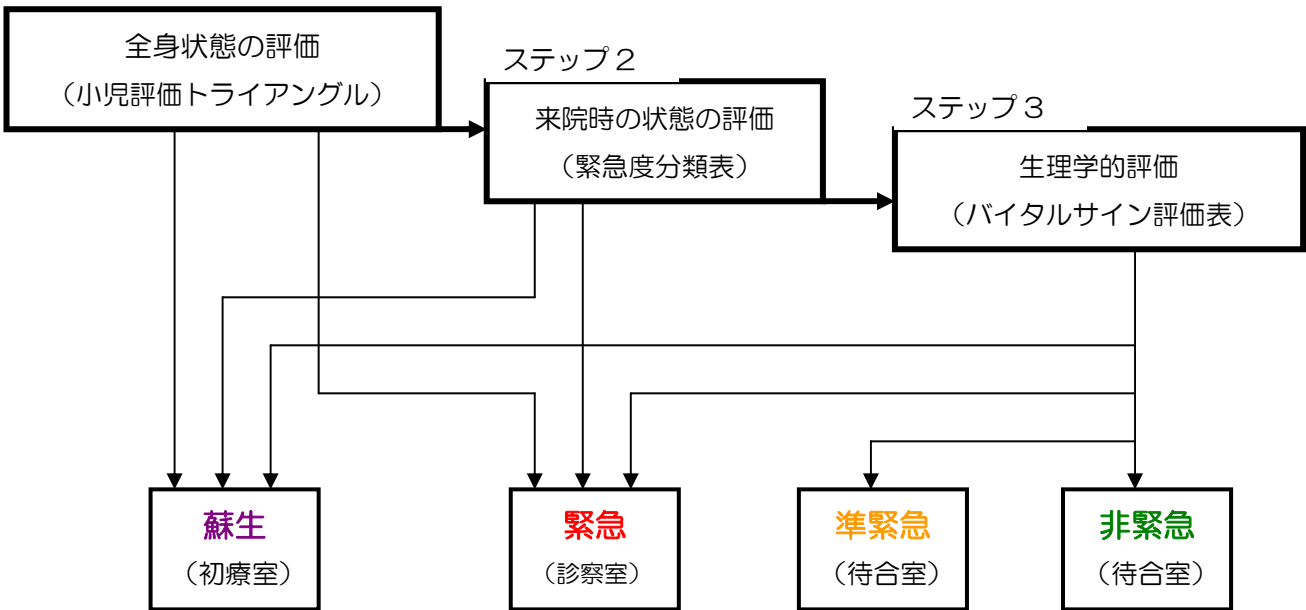 全身状態の評価
（小児評価トライアングル）
ステップ２
来院時の状態の評価
（緊急度分類表）
ステップ３
生理学的評価
（バイタルサイン評価表）
蘇生
（初療室）
緊急
（診察室）
準緊急
（待合室）
非緊急
（待合室）